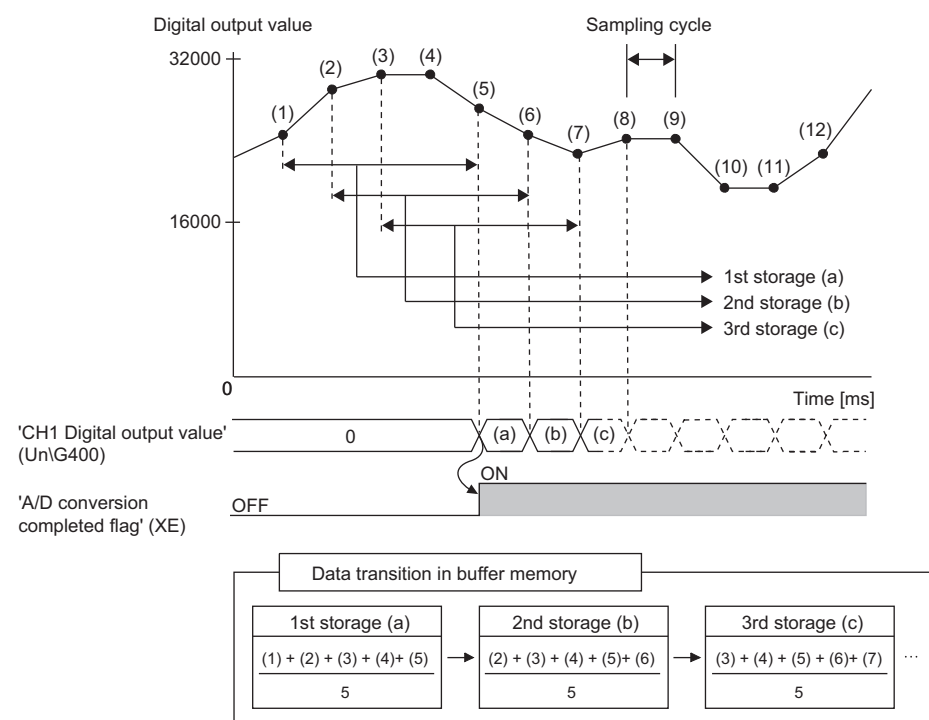 Digital output value
Sampling cycle
32000
(1)
(2)
(3)
(4)
(5)
(6)
(7)
(8)
(9)
(10)
(11)
(12)
16000
1st storage (a)
2nd storage (b)
3rd storage (c)
0
Time [ms]
'CH1 Digital output value'
(Un\G400)
0
(a)
(b)
(c)
ON
'A/D conversion
completed flag' (XE)
OFF
Data transition in buffer memory
1st storage (a)
(1) + (2) + (3) + (4)+ (5)
5
2nd storage (b)
(2) + (3) + (4) + (5)+ (6)
5
3rd storage (c)
(3) + (4) + (5) + (6)+ (7)
5
...